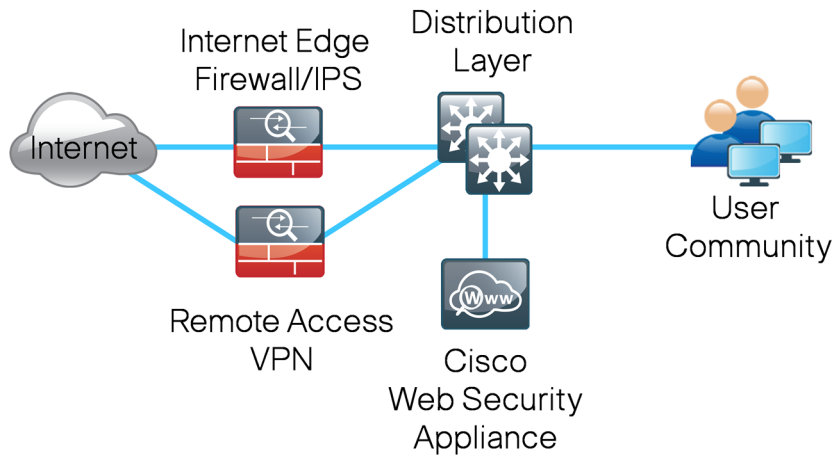 Distribution
Layer
Internet Edge
Firewall/IPS
Internet
User
Community
Remote Access
VPN
Www
Cisco
Web Security
Appliance